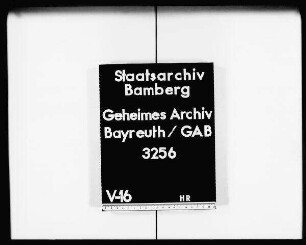 Staatsarchiv
Bamberg
Geheimes Archiv
Bayreuth / GAB
3256
V-16 HR